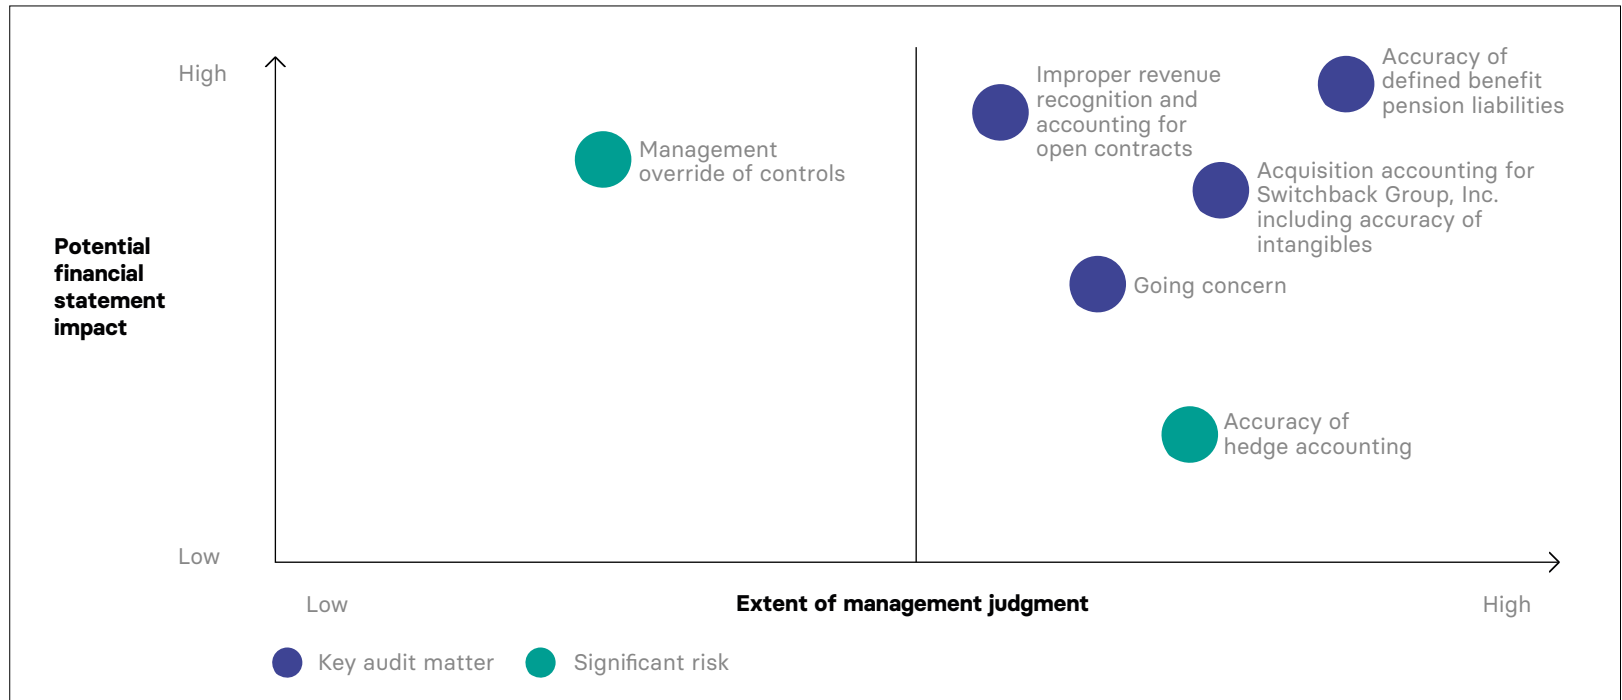 High
Potential
financial
statement
impact
Low
Management
override of controls
Improper revenue
recognition and
accounting for
open contracts
Accuracy of
defined benefit
pension liabilities
Acquisition accounting for
Switchback Group, Inc.
including accuracy of
intangibles
Going concern
Accuracy of
hedge accounting
Low
Extent of management judgment
High
Key audit matter
Significant risk